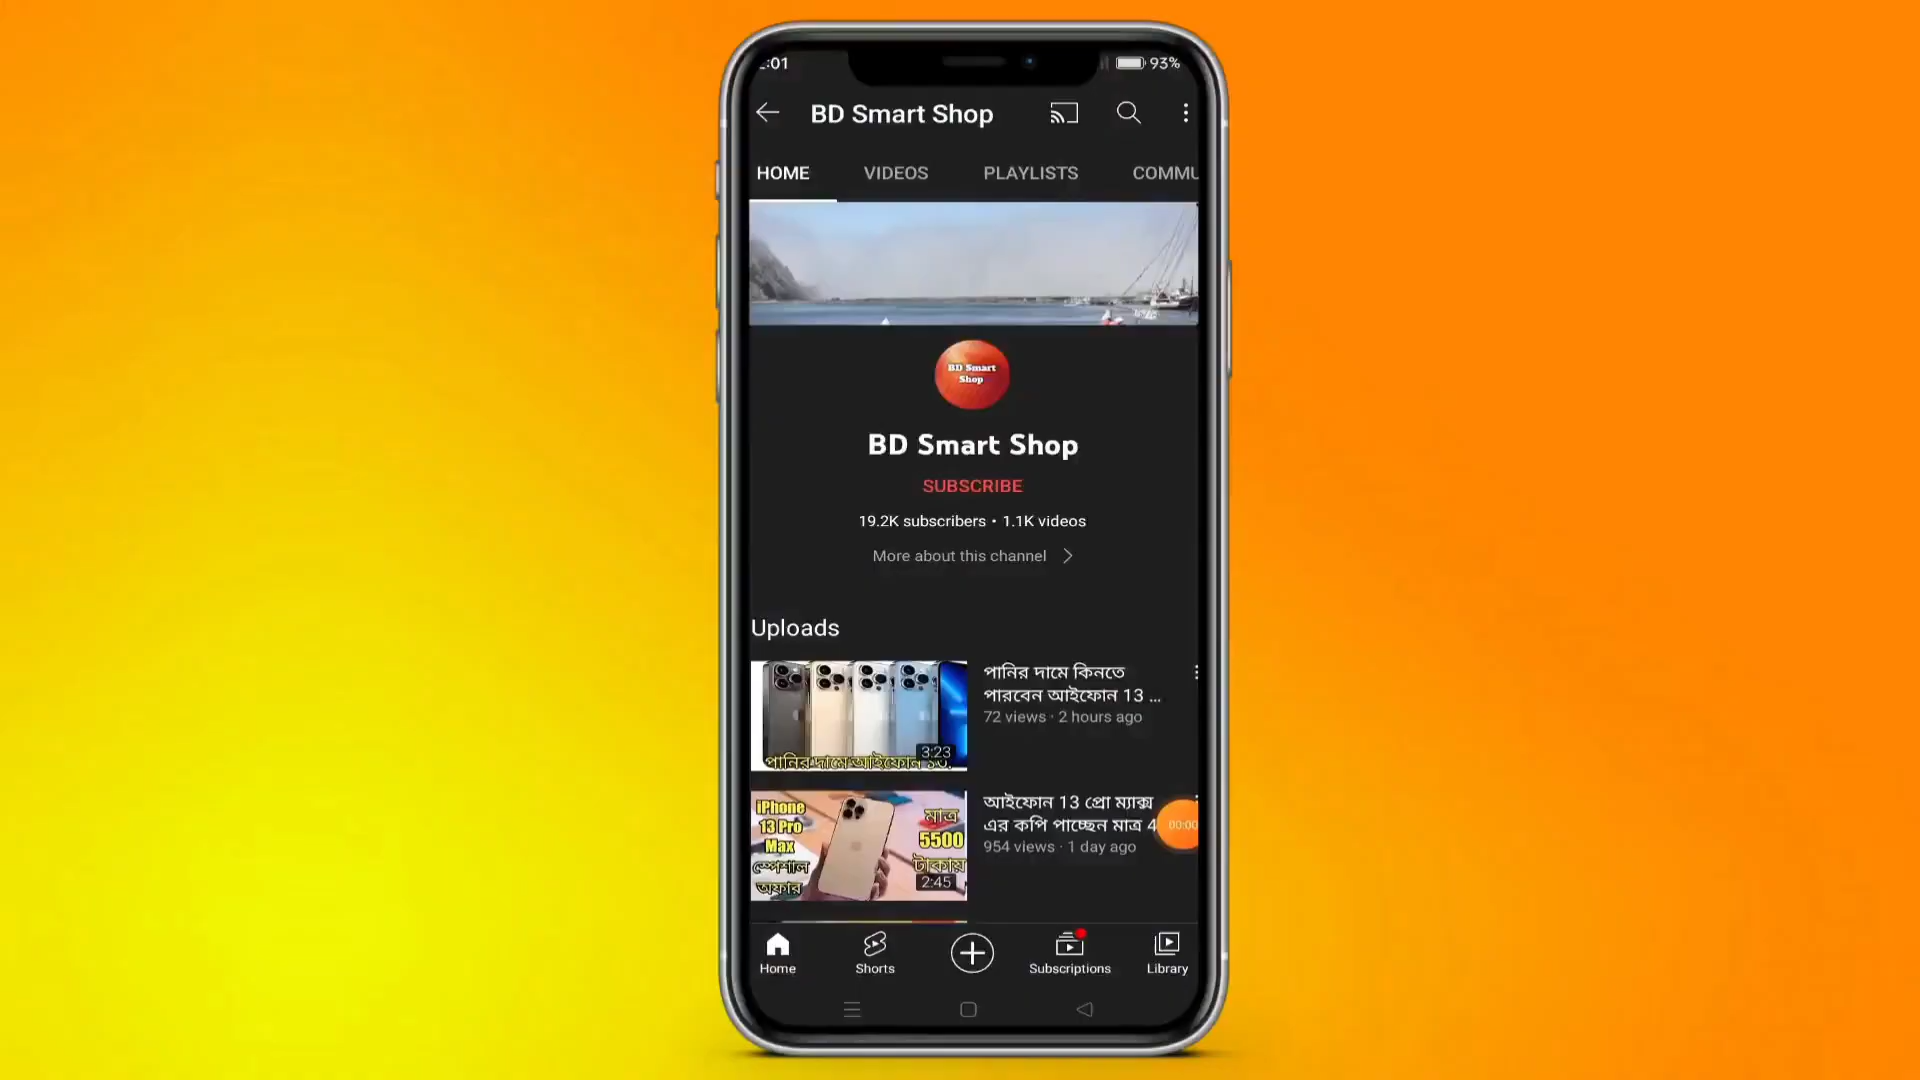 :01
93%
BD Smart Shop
HOME VIDEOS PLAYLISTS COMMU
BD Smart
Shop
BD Smart Shop
SUBSCRIBE
19.2K subscribers • 1.1K videos
More about this channel
Uploads
পানির দামে কিনতে
পারবেন আইফোন 13 ...
72 views · 2 hours ago
3:23
পানির দামে আইফোন ১৩.
আইফোন 13 প্রো ম্যাক্স
এর কপি পাচ্ছেন মাত্র 4
954 views · 1 day ago
00:00
iPhone
13 Pro
Max
স্পেশাল
অফার
মাত্র
5500
টাকায়
2:45
Home Shorts Subscriptions Library